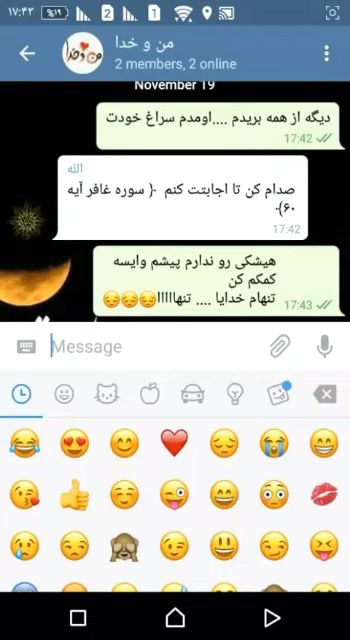 ۱۷:۴۳ %۱۹ 2 1
من و خدا
2 members, 2 online
November 19
دیگه از همه بریدم ....اومدم سراغ خودت
17:42
الله
صدام کن تا اجابتت کنم ﴿ سوره غافر آیه
۶۰﴾
17:42
هیشکی رو ندارم پیشم وایسه
کمکم کن
تنهام خدایا .... تنهاااااا😔😔😔
17:43
Message